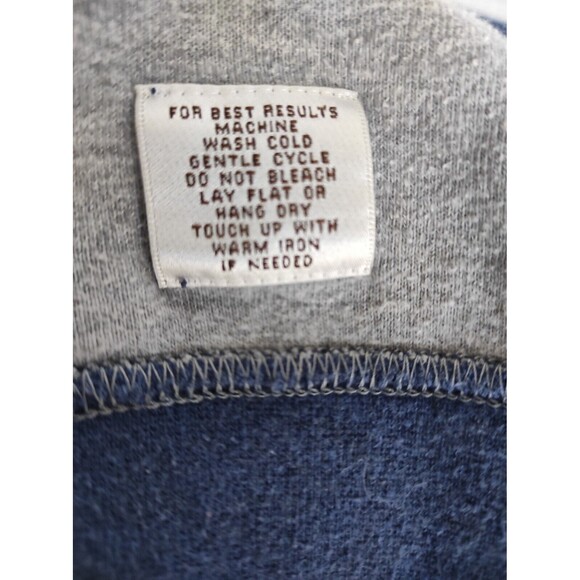 FOR BEST RESULTS
MACHINE
WASH COLD
GENTLE CYCLE
DO NOT BLEACH
LAY FLAT OR
HANG DRY
TOUCH UP WITH
WARM IRON
IF NEEDED